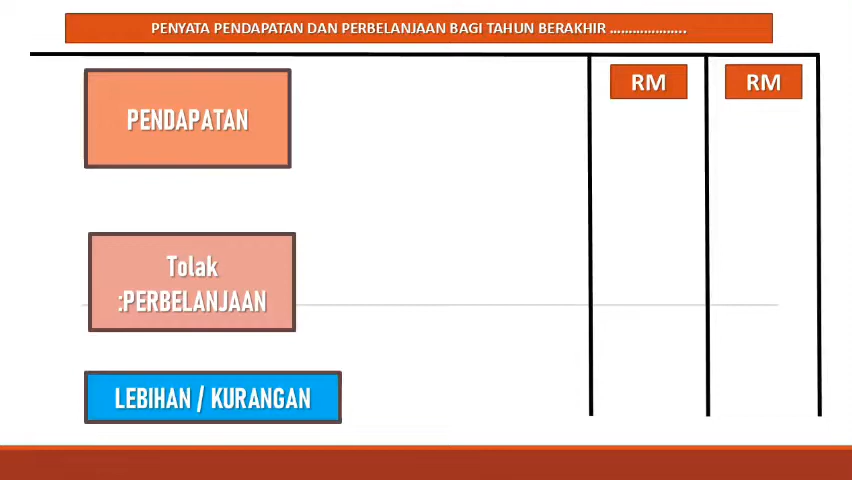 PENYATA PENDAPATAN DAN PERBELANJAAN BAGI TAHUN BERAKHIR ………………..
RM RM
PENDAPATAN
Tolak
:PERBELANJAAN
LEBIHAN / KURANGAN